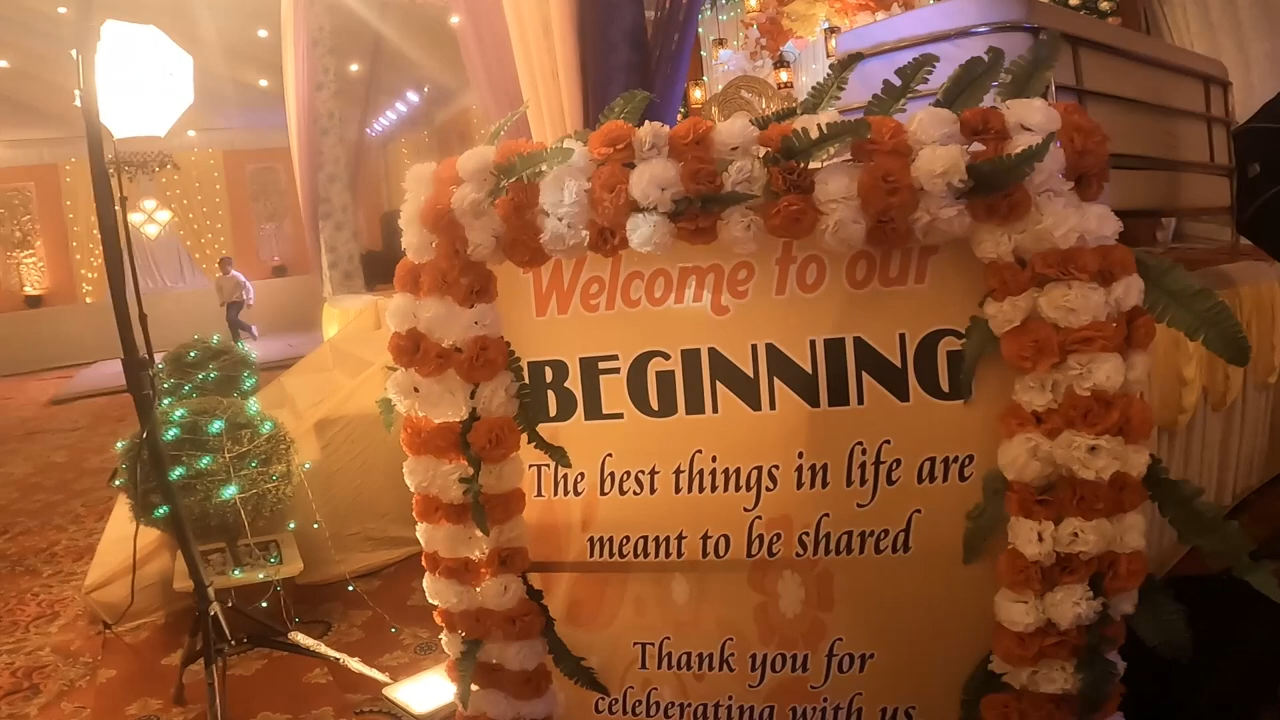 Welcome to our
BEGINNING
The best things in life are
meant to be shared
Thank you for
celeberating with us